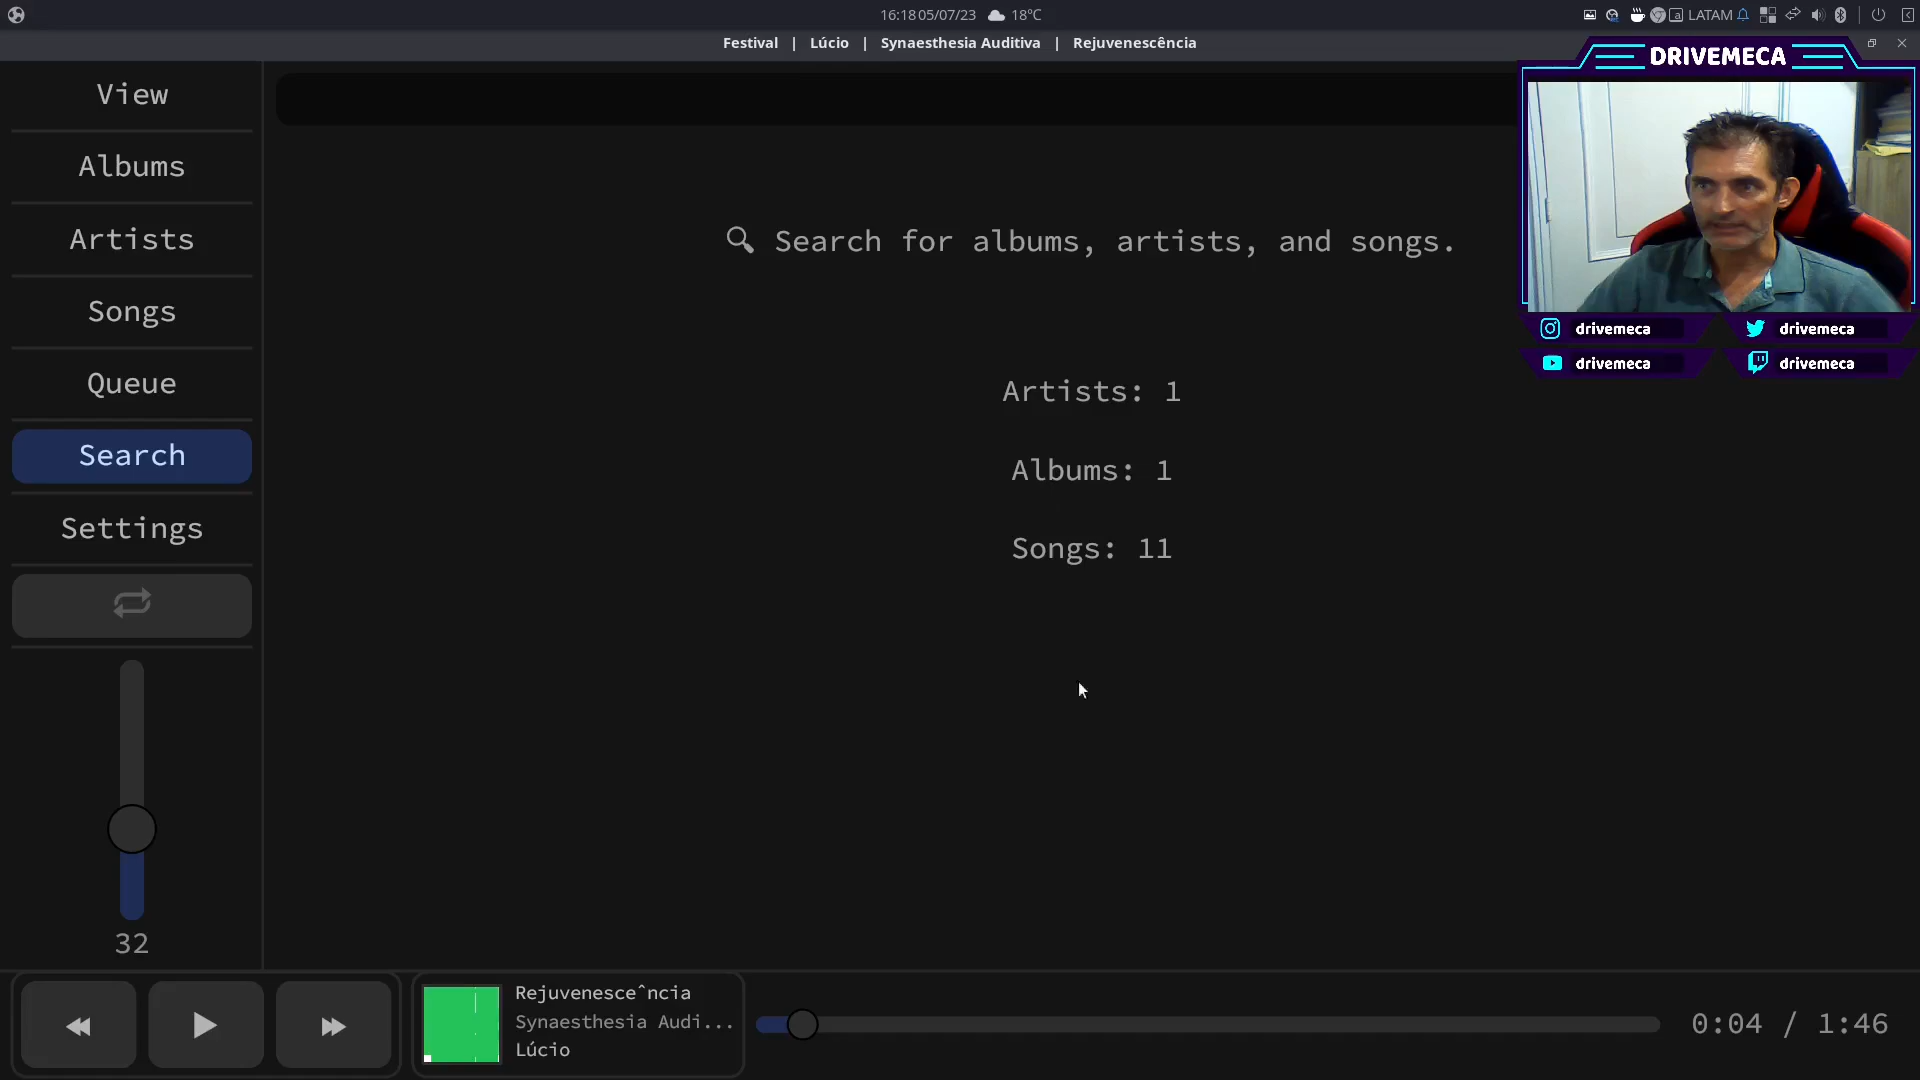 16:18 05/07/23 18°C
a LATAM
Festival | Lúcio | Synaesthesia Auditiva | Rejuvenescência
DRIVEMECA
drivemeca drivemeca
drivemeca drivemeca
View
Albums
Artists
Songs
Queue
Search
Settings
32
Search for albums, artists, and songs.
Artists: 1
Albums: 1
Songs: 11
Rejuvenesce^ncia
Synaesthesia Audi...
Lúcio
0:04 / 1:46